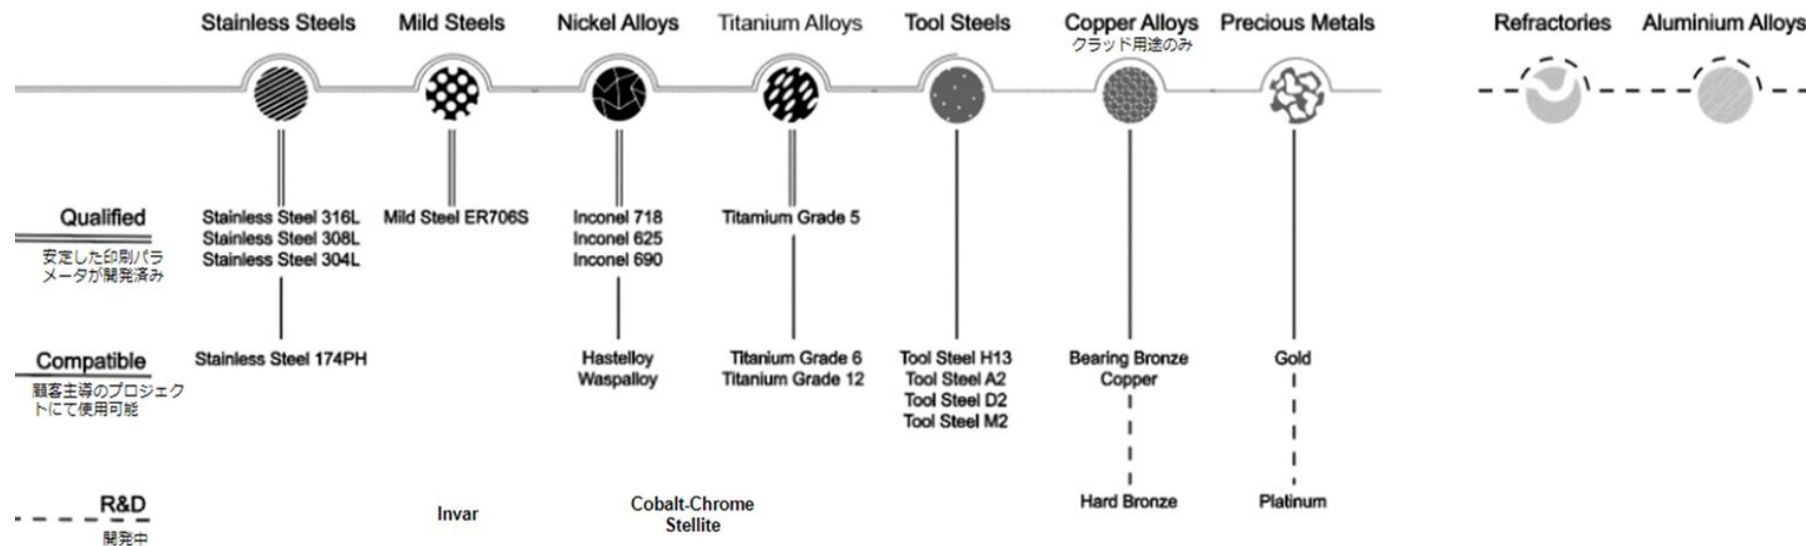 Stainless Steels
Mild Steels
Nickel Alloys
Titanium Alloys
Tool Steels
Copper Alloys
クラッド用途のみ
Precious Metals
Refractories
Aluminium Alloys
Qualified
安定した印刷パラ
メータが開発済み
Stainless Steel 316L
Stainless Steel 308L
Stainless Steel 304L
Mild Steel ER706S
Inconel 718
Inconel 625
Inconel 690
Titamium Grade 5
Compatible
顧客主導のプロジェク
トにて使用可能
Stainless Steel 174PH
Hastelloy
Waspalloy
Titanium Grade 6
Titanium Grade 12
Tool Steel H13
Tool Steel A2
Tool Steel D2
Tool Steel M2
Bearing Bronze
Copper
Gold
R&D
開発中
Invar
Cobalt-Chrome
Stellite
Hard Bronze
Platinum